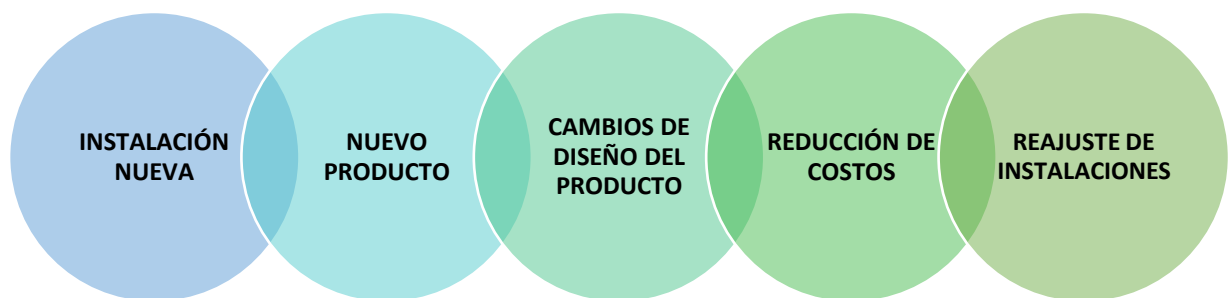 INSTALACIÓN
NUEVA
NUEVO
PRODUCTO
CAMBIOS DE
DISEÑO DEL
PRODUCTO
REDUCCIÓN DE
COSTOS
REAJUSTE DE
INSTALACIONES